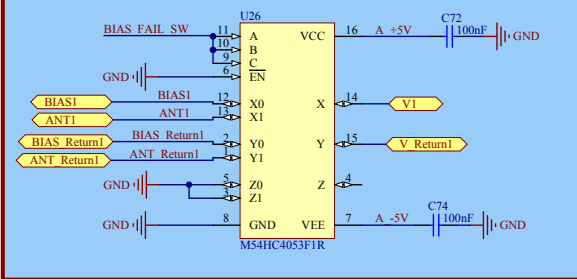 U26
C72
BIAS_FAIL_SW 11 A VCC 16 A_+5V 100nF GND
10 B
9 C
GND 6 EN
BIAS1 BIAS1 12 X0 X 14 V1
ANT1 ANT1 13 X1
BIAS_Return1 BIAS_Return1 2 Y0 Y 15 V_Return1
ANT_Return1 ANT_Return1 1 Y1
GND 5 Z0 Z 4
3 Z1
C74
GND 8 GND VEE 7 A_-5V 100nF GND
M54HC4053F1R